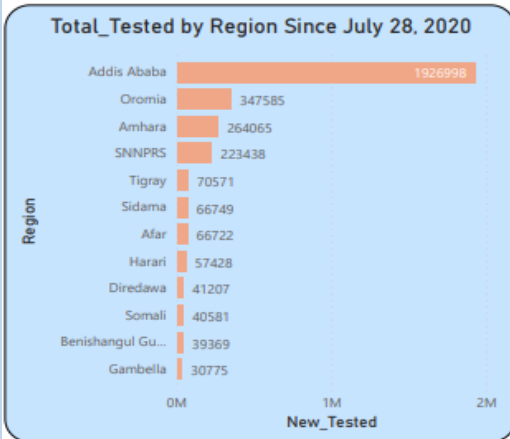 Total_Tested by Region Since July 28, 2020
Addis Ababa 1926998
Oromia 347585
Amhara 264065
SNNPRS 223438
Tigray 70571
Sidama 66749
Afar 66722
Harari 57428
Diredawa 41207
Somali 40581
Benishangul Gu... 39369
Gambella 30775
Region
0M 1M 2M
New_Tested